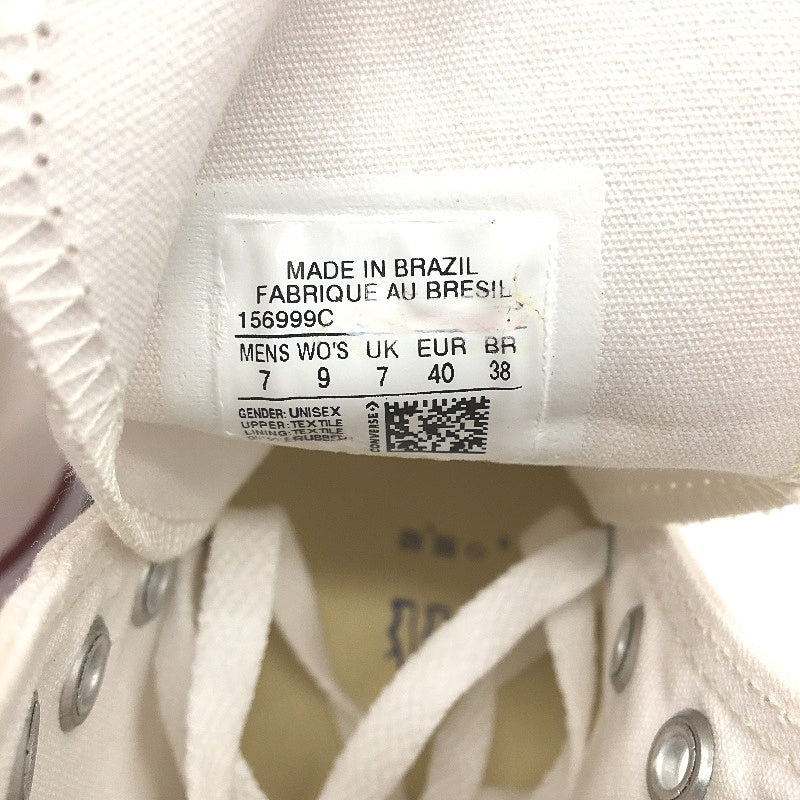 MADE IN BRAZIL
FABRIQUE AU BRESIL
156999C
MENS WO'S UK EUR BR
7 9 7 40 38
GENDER: UNISEX
UPPER: TEXTILE
LINING: TEXTILE
RUBBER
CONVERSE